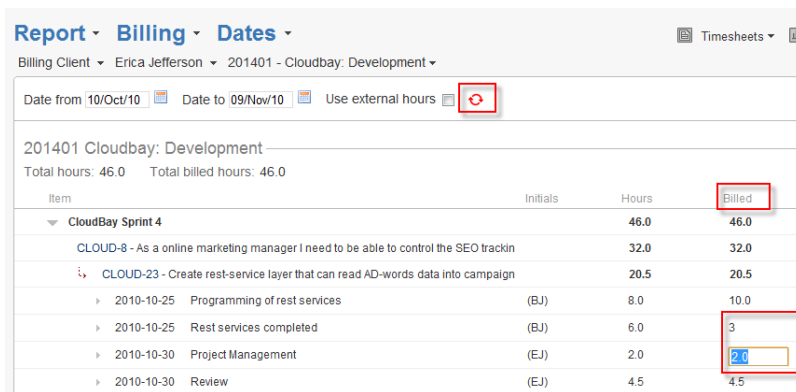 Report Billing Dates
Timesheets
Billing Client Erica Jefferson 201401 - Cloudbay: Development
Date from 10/Oct/10 Date to 09/Nov/10 Use external hours
201401 Cloudbay: Development
Total hours: 46.0 Total billed hours: 46.0
Item Initials Hours Billed
CloudBay Sprint 4 46.0 46.0
CLOUD-8 - As a online marketing manager I need to be able to control the SEO trackin 32.0 32.0
CLOUD-23 - Create rest-service layer that can read AD-words data into campaign 20.5 20.5
2010-10-25 Programming of rest services (BJ) 8.0 10.0
2010-10-25 Rest services completed (BJ) 6.0 3
2010-10-30 Project Management (EJ) 2.0 2.0
2010-10-30 Review (EJ) 4.5 4.5